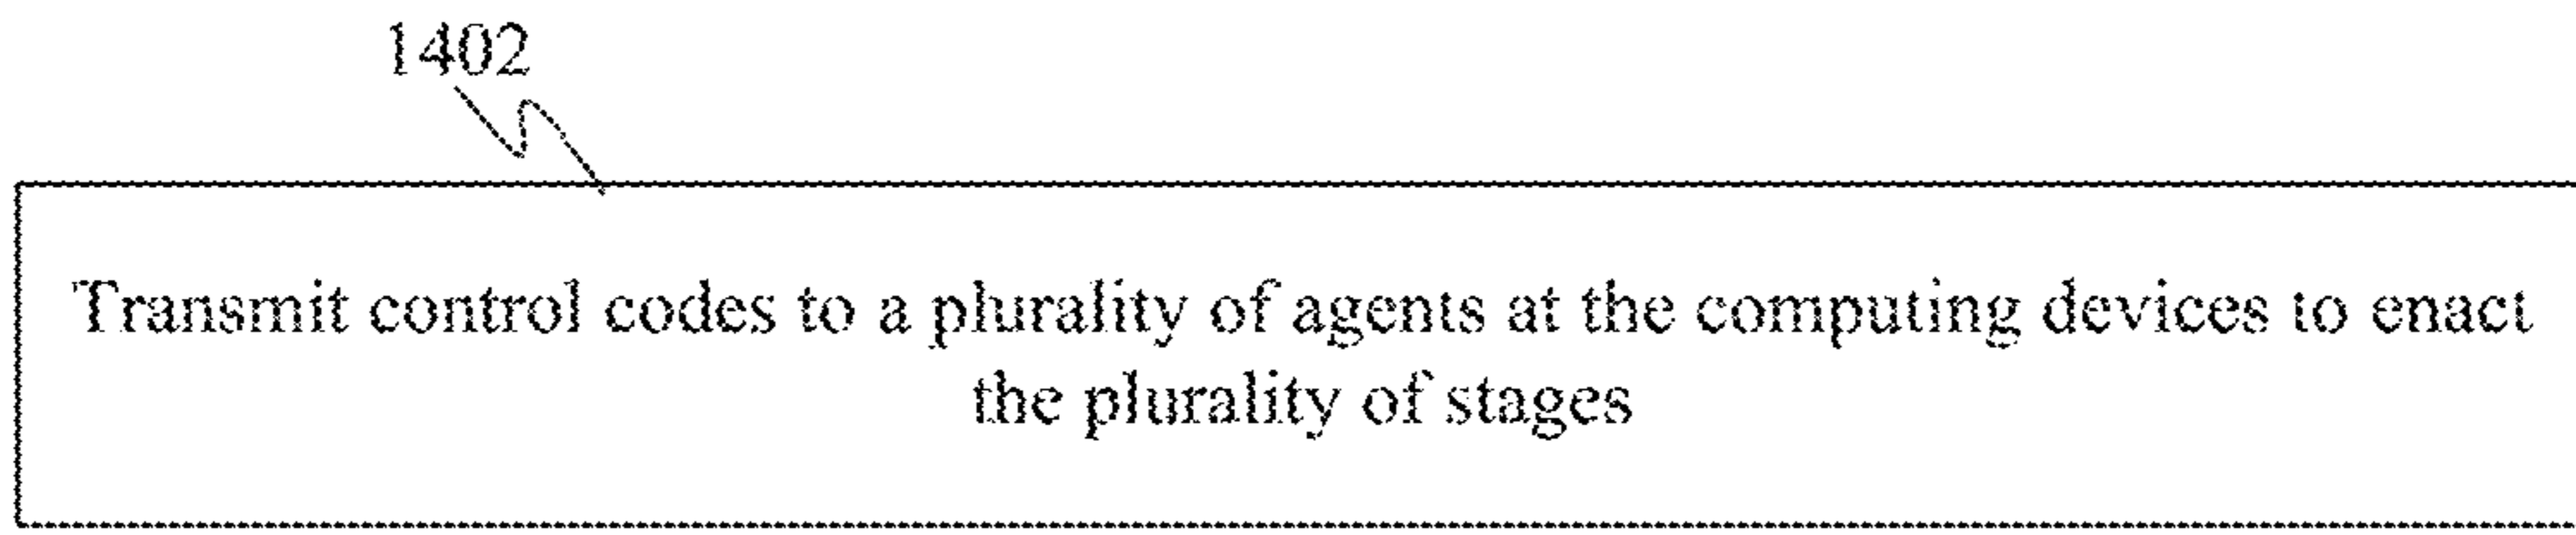 1402
Transmit control codes to a plurality of agents at the computing devices to enact
the plurality of stages